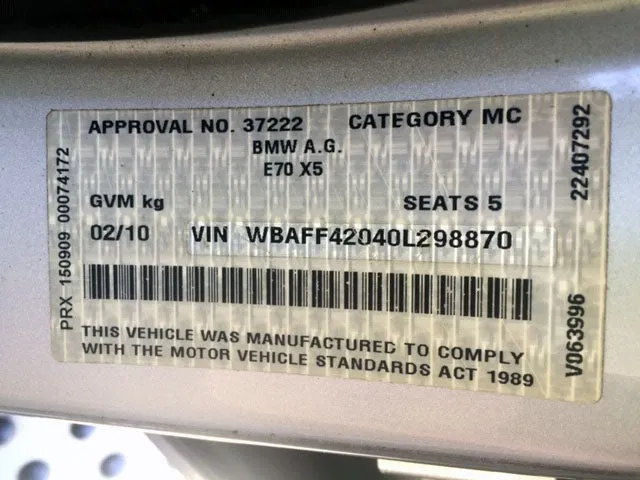 APPROVAL NO. 37222 CATEGORY MC
BMW A.G.
E70 X5
GVM kg SEATS 5
02/10 VIN WBAFF42040L298870
THIS VEHICLE WAS MANUFACTURED TO COMPLY
WITH THE MOTOR VEHICLE STANDARDS ACT 1989
PRX 150909 00074172
22407292
V063996